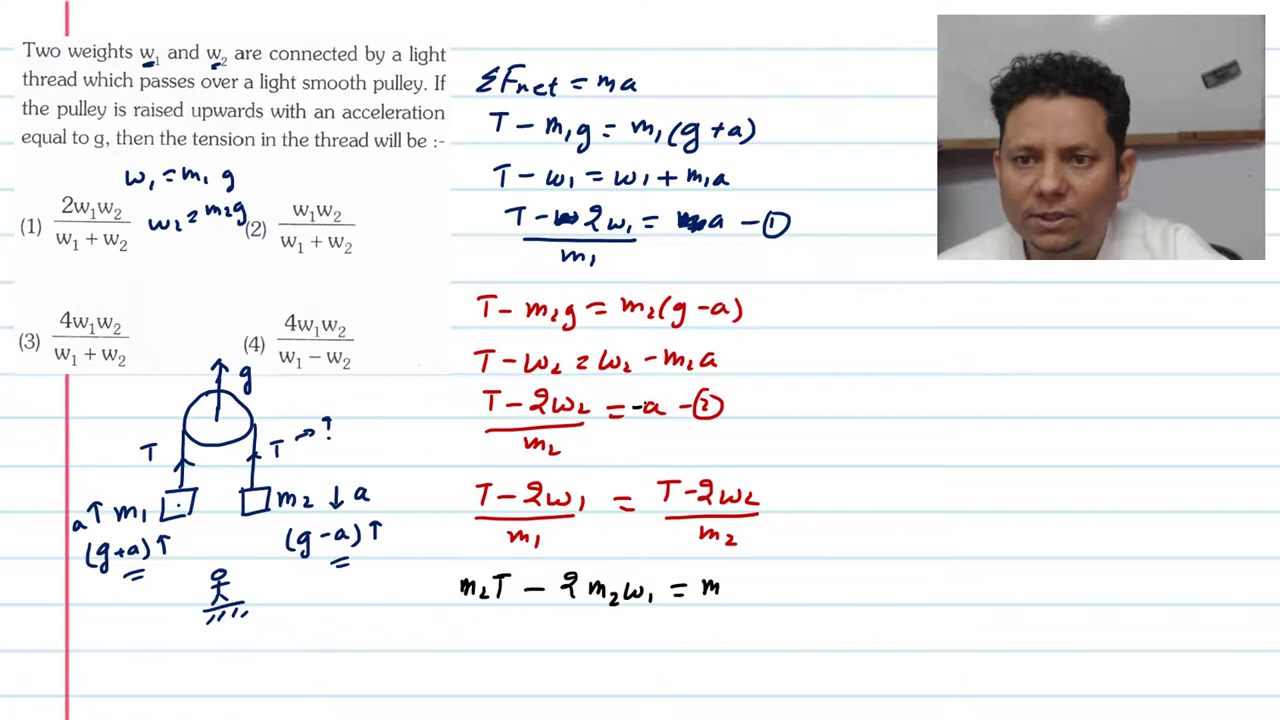 Two weights w₁ and w₂ are connected by a light
thread which passes over a light smooth pulley. If
the pulley is raised upwards with an acceleration
equal to g, then the tension in the thread will be :-
w₁ = m₁ g
w₂ = m₂g
(1) 2w₁w₂ / w₁ + w₂
(2) w₁w₂ / w₁ + w₂
(3) 4w₁w₂ / w₁ + w₂
(4) 4w₁w₂ / w₁ − w₂
g
T
T → ?
a ↑ m₁
m₂ ↓ a
(g+a) ↑
(g−a) ↑
ΣFnet = ma
T − m₁g = m₁(g+a)
T − w₁ = w₁ + m₁a
T − 2w₁ / m₁ = a − ①
T − m₂g = m₂(g−a)
T − w₂ = w₂ − m₂a
T − 2w₂ / m₂ = −a − ②
T − 2w₁ / m₁ = T − 2w₂ / m₂
m₂T − 2m₂w₁ = m